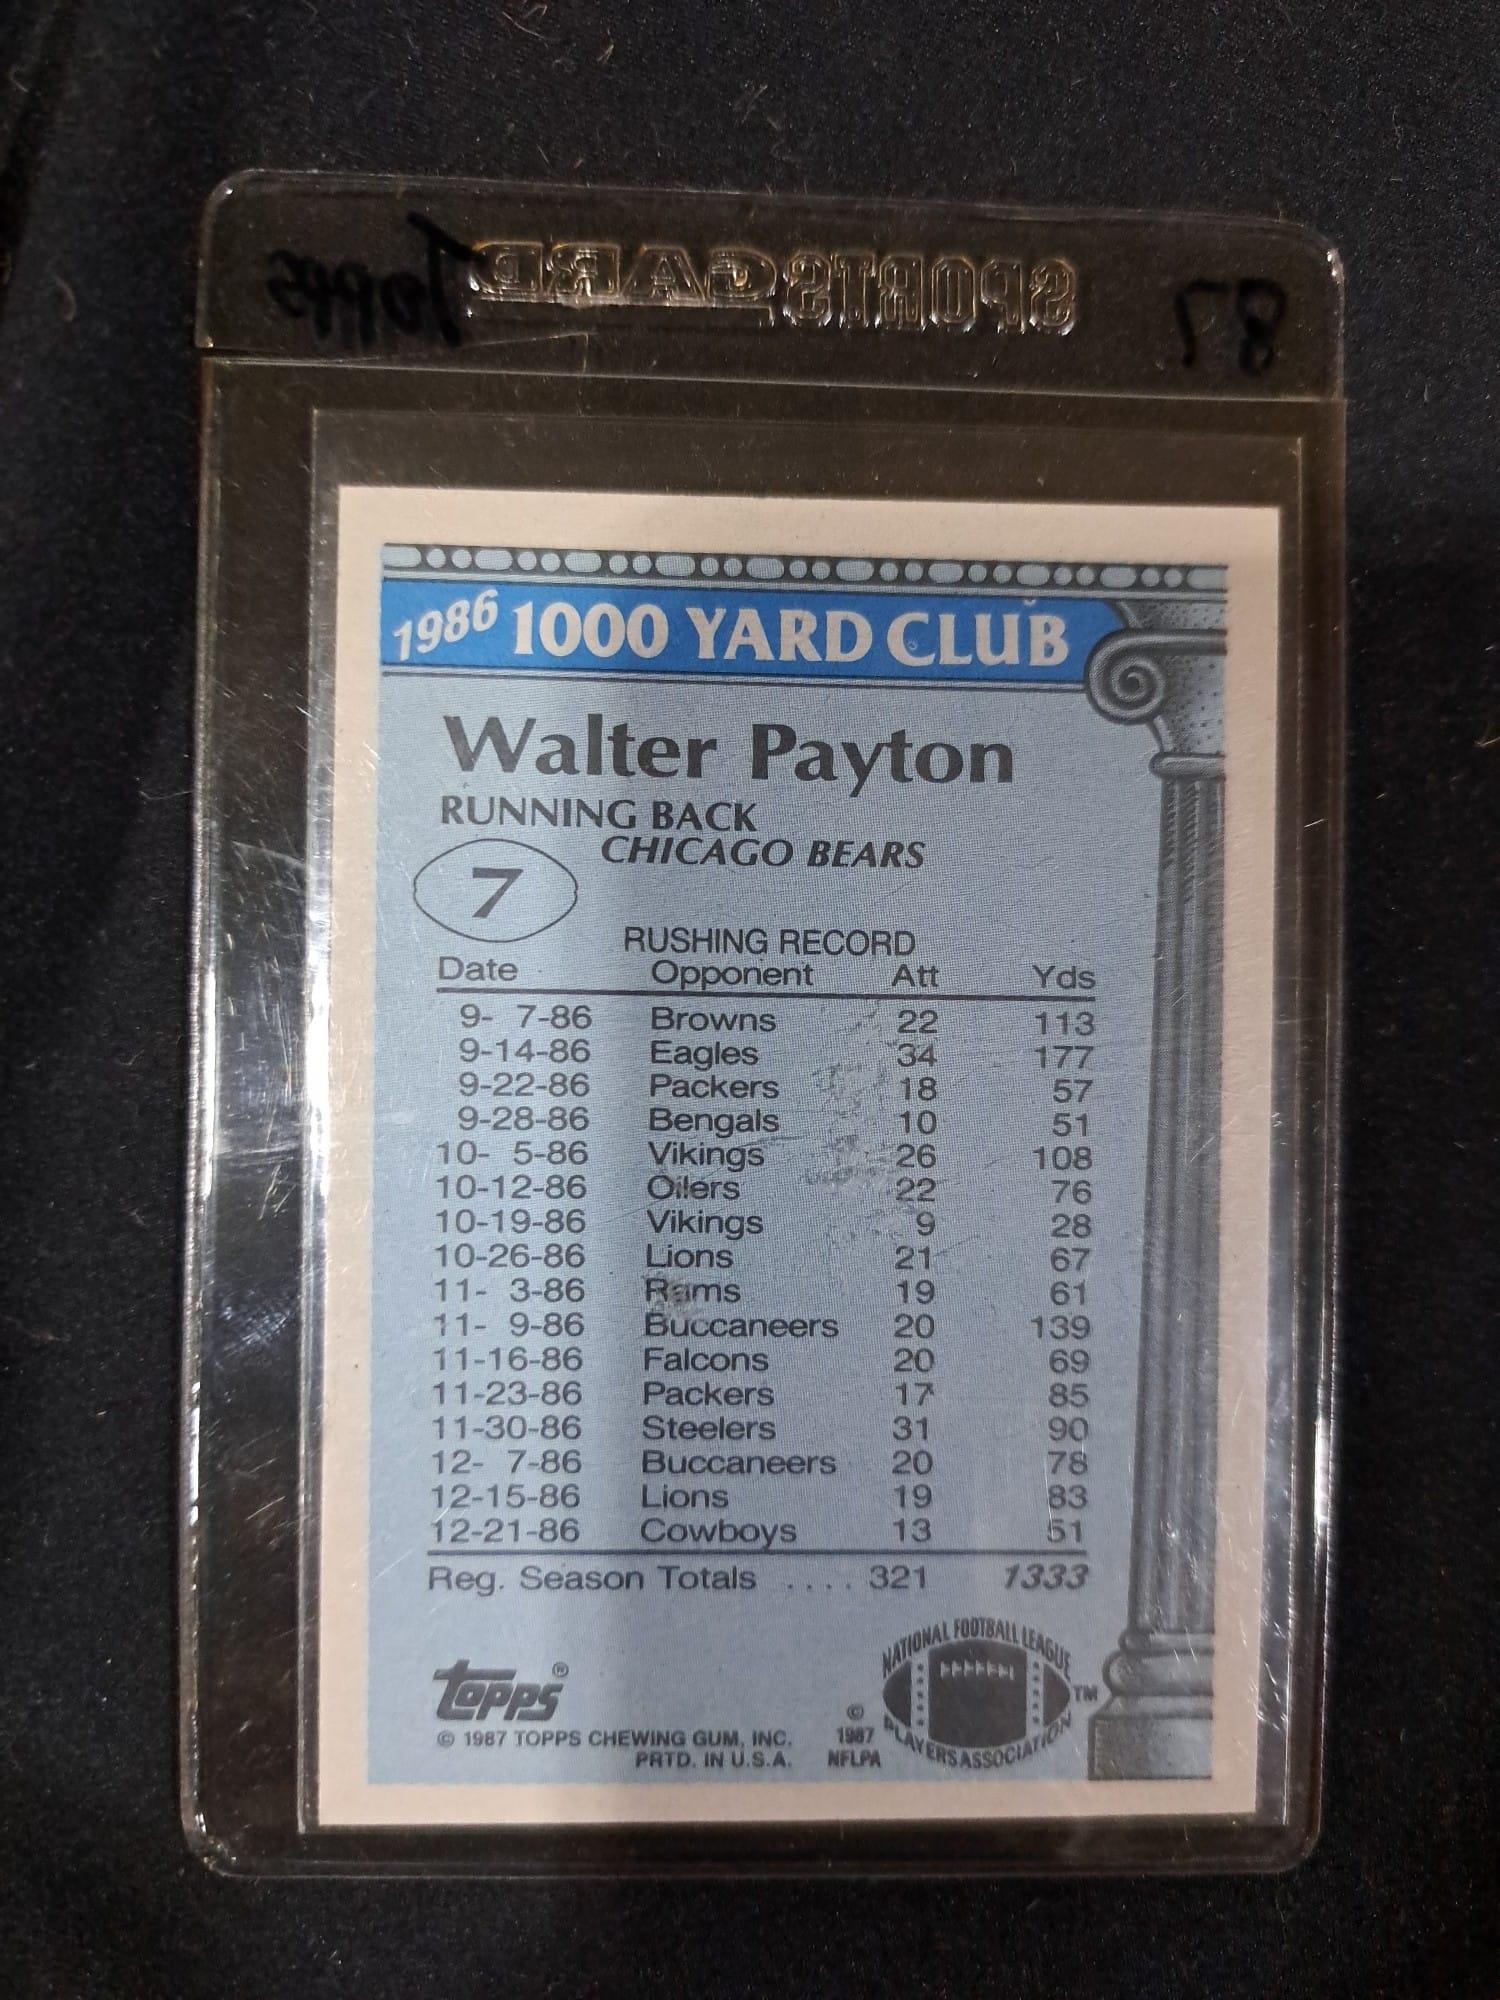 Topps SPORTS GARD 87
1986 1000 YARD CLUB
Walter Payton
RUNNING BACK
CHICAGO BEARS
7
RUSHING RECORD
Date Opponent Att Yds
9- 7-86 Browns 22 113
9-14-86 Eagles 34 177
9-22-86 Packers 18 57
9-28-86 Bengals 10 51
10- 5-86 Vikings 26 108
10-12-86 Oilers 22 76
10-19-86 Vikings 9 28
10-26-86 Lions 21 67
11- 3-86 Rams 19 61
11- 9-86 Buccaneers 20 139
11-16-86 Falcons 20 69
11-23-86 Packers 17 85
11-30-86 Steelers 31 90
12- 7-86 Buccaneers 20 78
12-15-86 Lions 19 83
12-21-86 Cowboys 13 51
Reg. Season Totals .... 321 1333
topps®
© 1987 TOPPS CHEWING GUM, INC.
PRTD. IN U.S.A.
©
1987
NFLPA
NATIONAL FOOTBALL LEAGUE
PLAYERS ASSOCIATION
TM